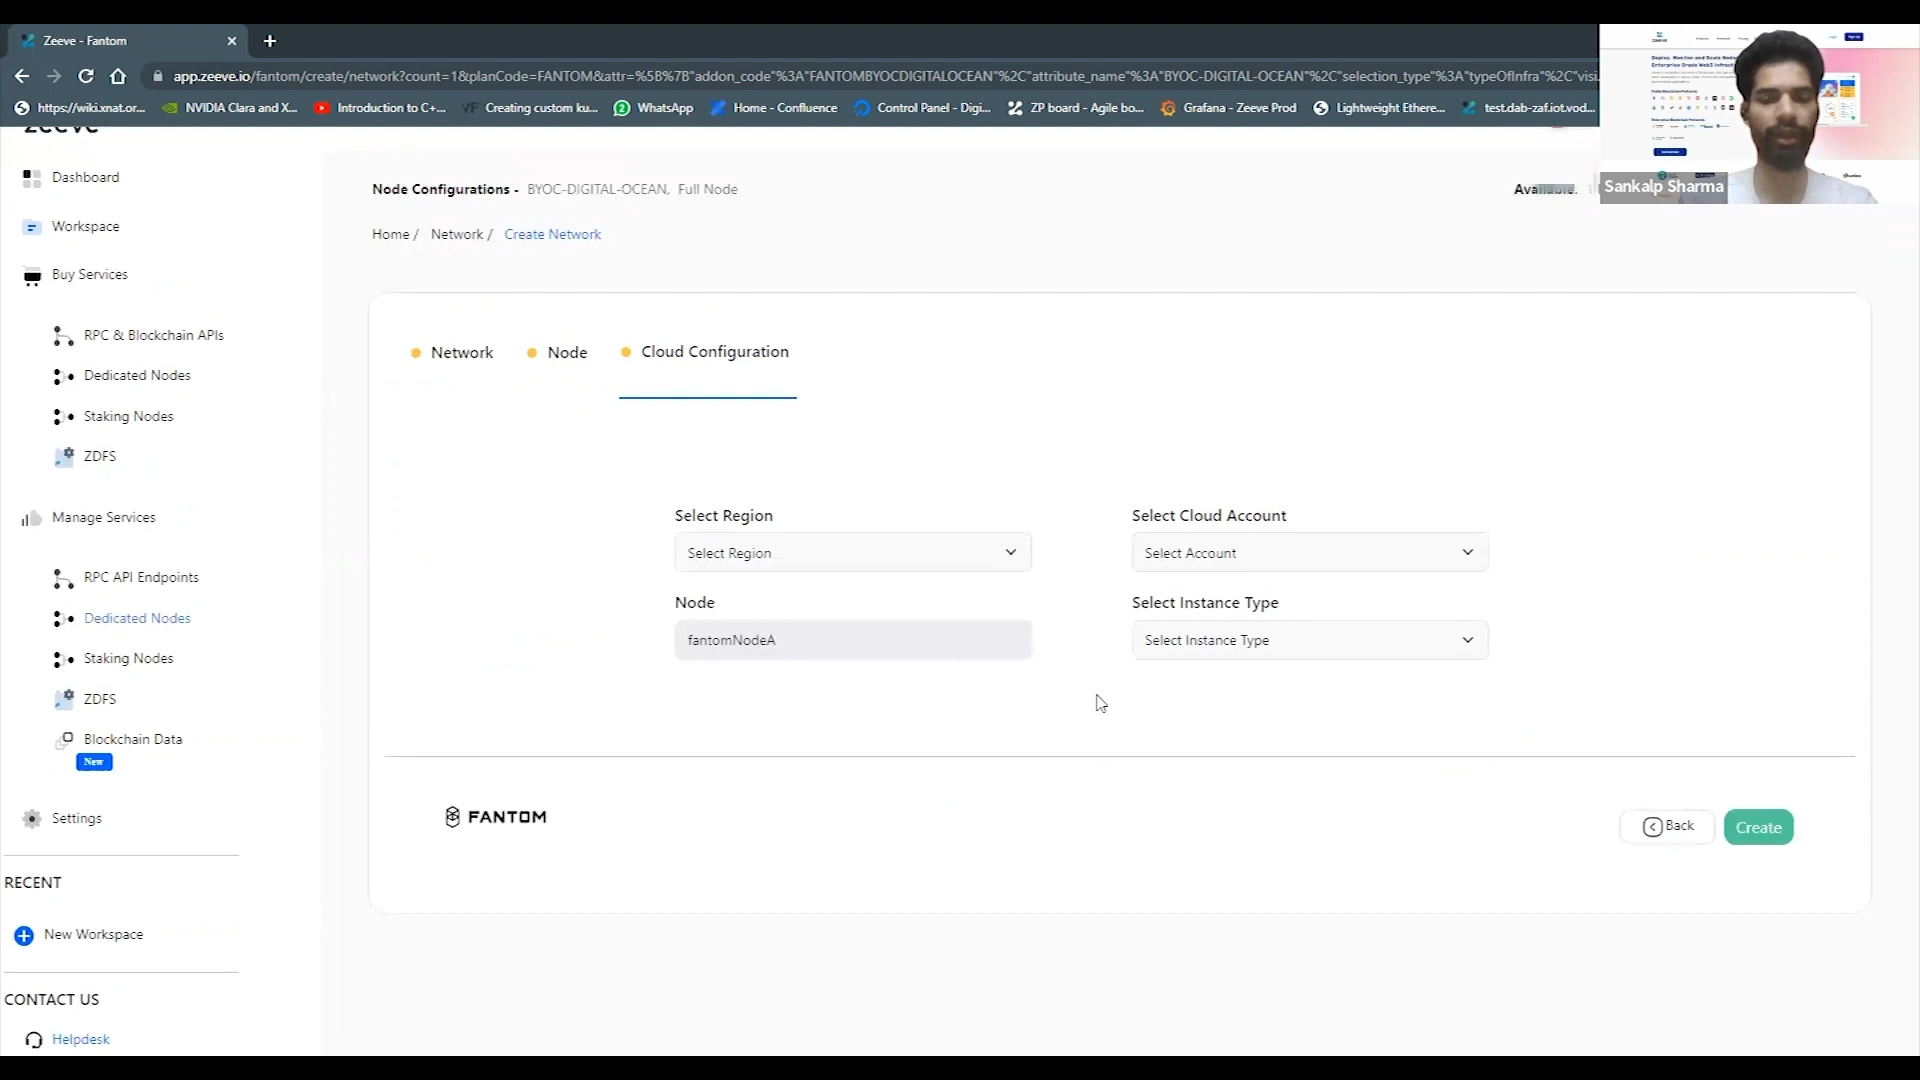 Zeeve - Fantom
app.zeeve.io/fantom/create/network?count=1&planCode=FANTOM&attr=%5B%7B"addon_code"%3A"FANTOMBYOCDIGITALOCEAN"%2C"attribute_name"%3A"BYOC-DIGITAL-OCEAN"%2C"selection_type"%3A"typeOfInfra"%2C"visi
https://wiki.xnat.or...
NVIDIA Clara and X...
Introduction to C+...
Creating custom ku...
WhatsApp
Home - Confluence
Control Panel - Digi...
ZP board - Agile bo...
Grafana - Zeeve Prod
Lightweight Ethere...
test.dab-zaf.iot.vod...
Sankalp Sharma
zeeve
Dashboard
Workspace
Buy Services
RPC & Blockchain APIs
Dedicated Nodes
Staking Nodes
ZDFS
Manage Services
RPC API Endpoints
Dedicated Nodes
Staking Nodes
ZDFS
Blockchain Data
New
Settings
RECENT
New Workspace
CONTACT US
Helpdesk
Node Configurations - BYOC-DIGITAL-OCEAN, Full Node
Available:
Home / Network / Create Network
Network
Node
Cloud Configuration
Select Region
Select Region
Select Cloud Account
Select Account
Node
fantomNodeA
Select Instance Type
Select Instance Type
FANTOM
Back
Create